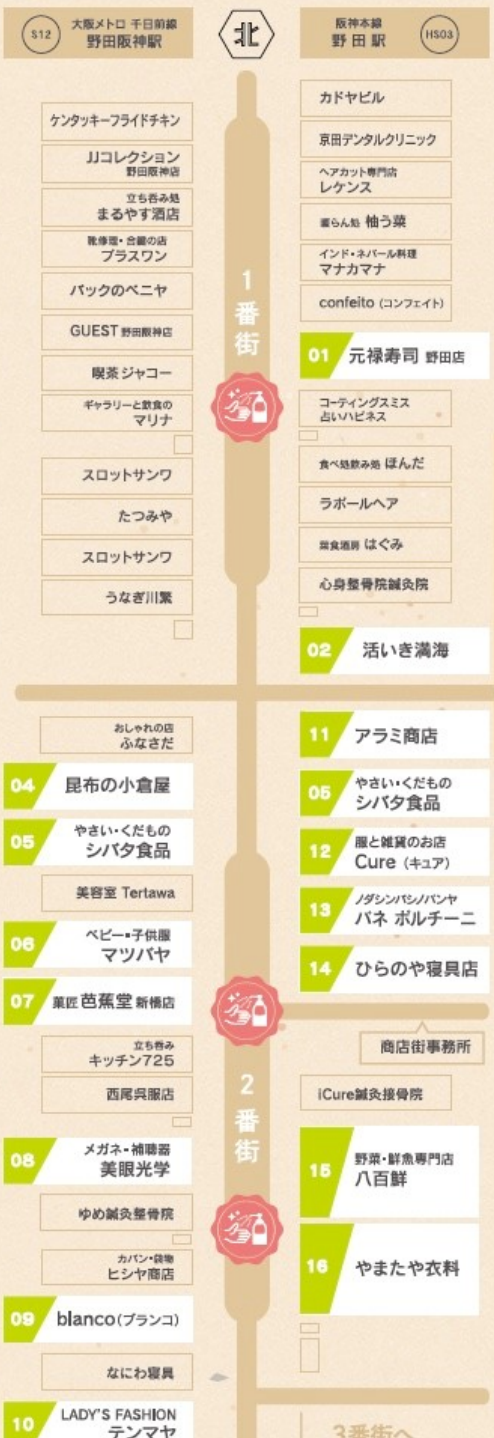 S12
大阪メトロ 千日前線
野田阪神駅
北
阪神本線
野田駅
HS03
ケンタッキーフライドチキン
JJコレクション
野田阪神店
立ち呑み処
まるやす酒店
靴修理・合鍵の店
プラスワン
バックのベニヤ
GUEST 野田阪神店
喫茶 ジャコー
ギャラリーと飲食の
マリナ
スロットサンワ
たつみや
スロットサンワ
うなぎ川繁
1番街
カドヤビル
京田デンタルクリニック
ヘアカット専門店
レケンス
柚う菜
インド・ネパール料理
マナカマナ
confeito (コンフェイト)
01 元禄寿司 野田店
コーティングスミス
占いハピネス
食べ処飲み処 ほんだ
ラポールヘア
菜食酒房 はぐみ
心身整骨院鍼灸院
02 活いき満海
おしゃれの店
ふなさだ
04 昆布の小倉屋
05 やさい・くだもの
シバタ食品
美容室 Tertawa
06 ベビー・子供服
マツバヤ
07 菓匠 芭蕉堂 新橋店
立ち呑み
キッチン725
西尾呉服店
08 メガネ・補聴器
美眼光学
ゆめ鍼灸整骨院
カバン・袋物
ヒシヤ商店
09 blanco(ブランコ)
なにわ寝具
10 LADY'S FASHION
テンマヤ
2番街
11 アラミ商店
05 やさい・くだもの
シバタ食品
12 服と雑貨のお店
Cure (キュア)
13 ノダシンバシノパンヤ
パネ ポルチーニ
14 ひらのや寝具店
商店街事務所
iCure鍼灸接骨院
15 野菜・鮮魚専門店
八百鮮
16 やまたや衣料
3番街へ